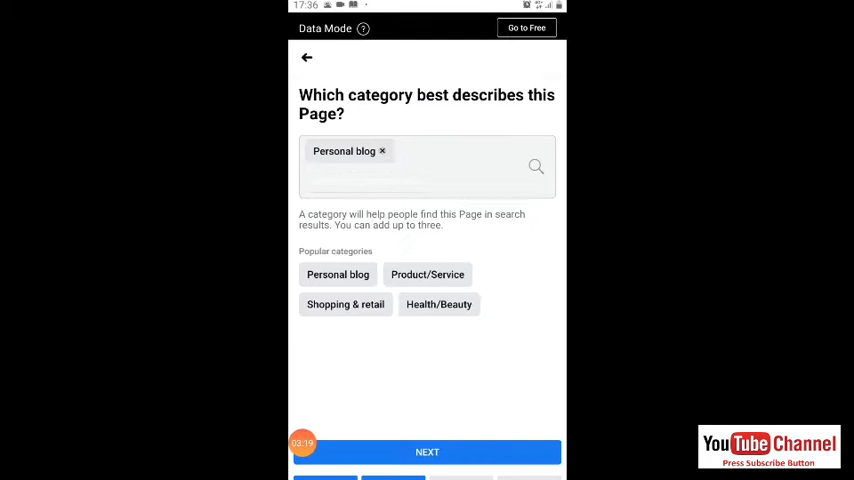 17:36
Data Mode ?
Go to Free
Which category best describes this
Page?
Personal blog ×
A category will help people find this Page in search
results. You can add up to three.
Popular categories
Personal blog
Product/Service
Shopping & retail
Health/Beauty
03:19
NEXT
YouTube Channel
Press Subscribe Button